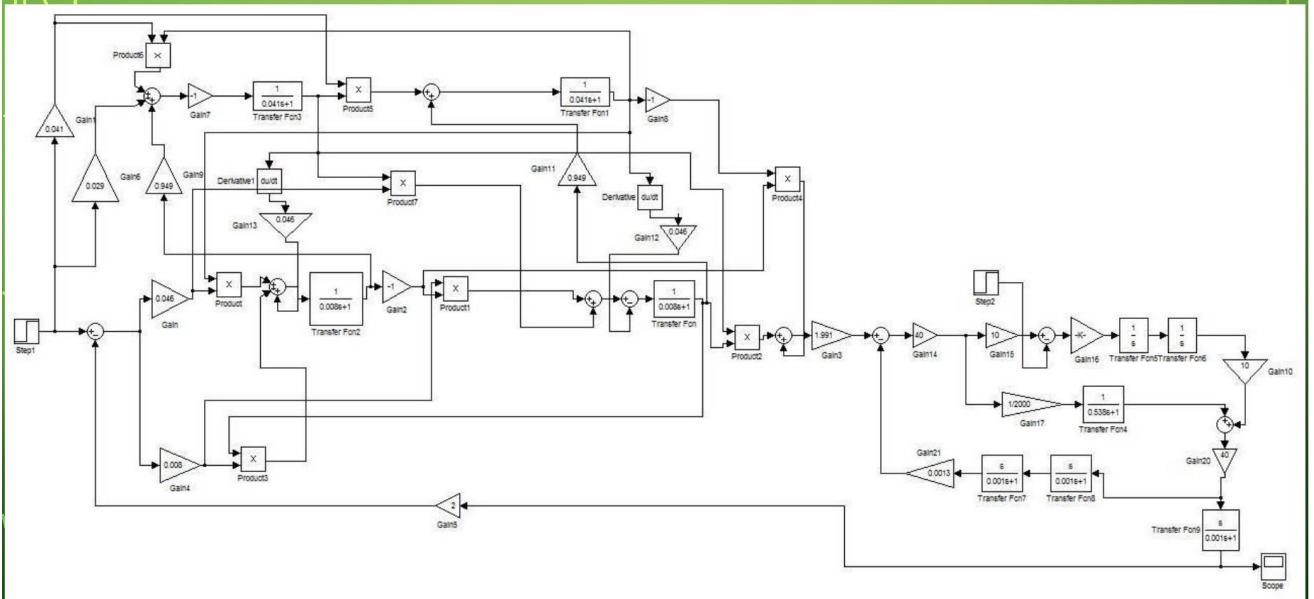 Product6
×
-1
Gain7
1
0.041s+1
Transfer Fcn3
×
Product5
1
0.041s+1
Transfer Fcn1
-1
Gain8
0.041
Gain1
0.029
Gain6
0.949
Gain9
Derivative1
du/dt
0.046
Gain13
×
Product7
Gain11
0.949
Derivative
du/dt
0.046
Gain12
×
Product4
0.046
Gain
×
Product
1
0.008s+1
Transfer Fcn2
-1
Gain2
×
Product1
1
0.008s+1
Transfer Fcn
×
Product2
1.991
Gain3
Step1
Step2
40
Gain14
10
Gain15
-K-
Gain16
1
s
Transfer Fcn5
1
s
Transfer Fcn6
10
Gain10
1/2000
Gain17
1
0.538s+1
Transfer Fcn4
40
Gain20
0.008
Gain4
×
Product3
2
Gain5
Gain21
0.0013
s
0.001s+1
Transfer Fcn7
s
0.001s+1
Transfer Fcn8
Transfer Fcn9
s
0.001s+1
Scope